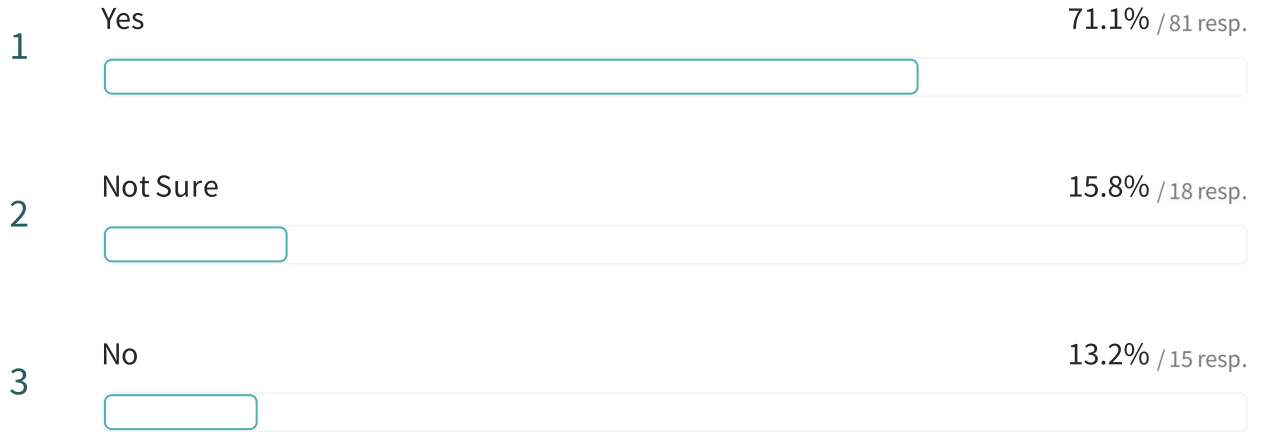 1
Yes
71.1% / 81 resp.
2
Not Sure
15.8% / 18 resp.
3
No
13.2% / 15 resp.